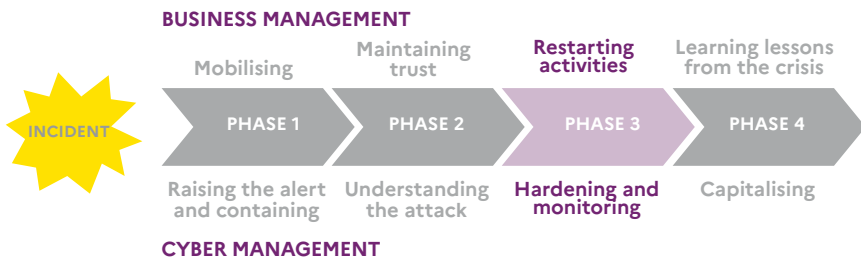 BUSINESS MANAGEMENT
Mobilising
Maintaining
trust
Restarting
activities
Learning lessons
from the crisis
INCIDENT
PHASE 1
PHASE 2
PHASE 3
PHASE 4
Raising the alert
and containing
Understanding
the attack
Hardening and
monitoring
Capitalising
CYBER MANAGEMENT